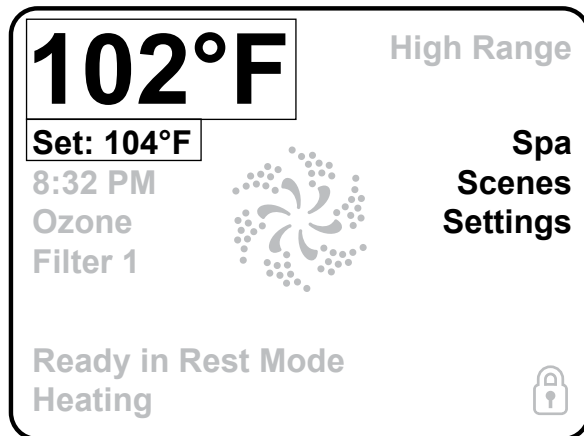 102°F
High Range
Set: 104°F
Spa
8:32 PM
Scenes
Ozone
Settings
Filter 1
Ready in Rest Mode
Heating